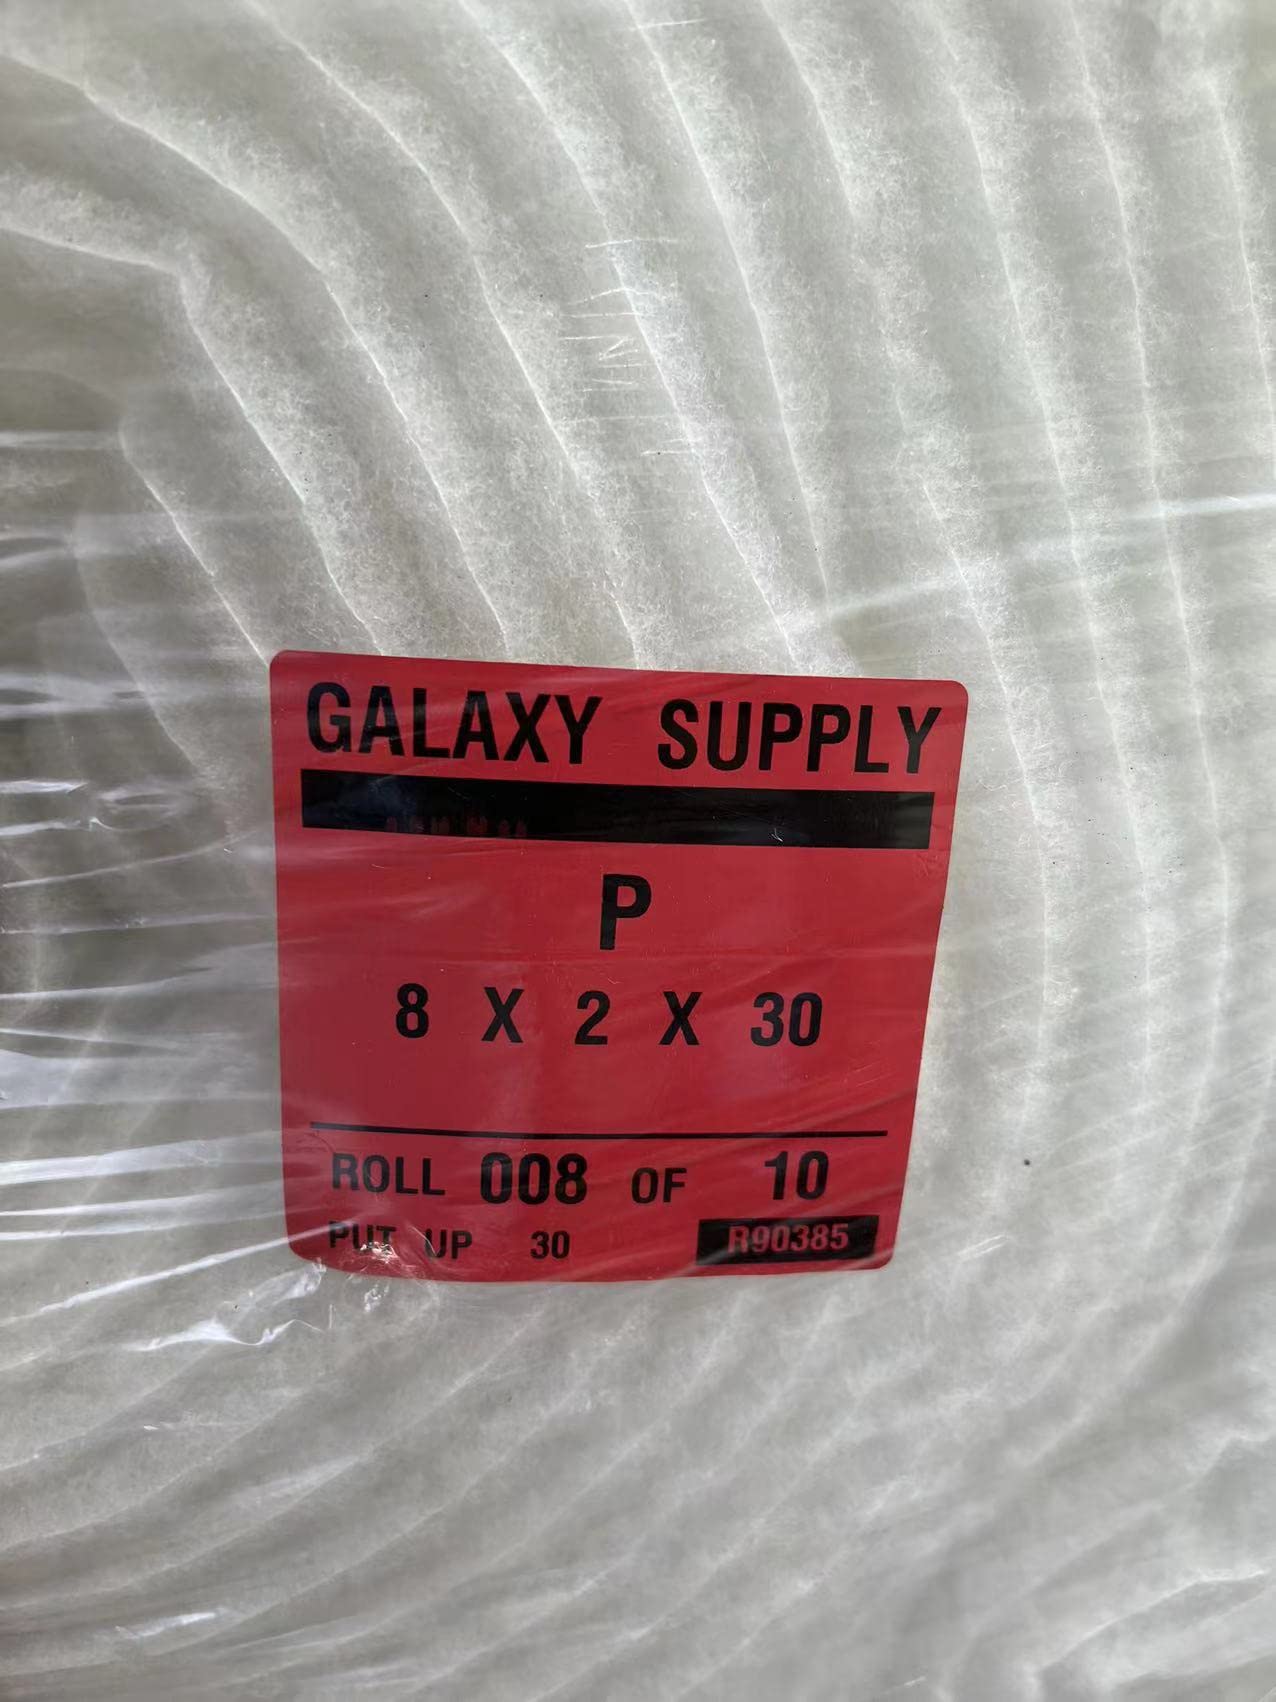 GALAXY SUPPLY
P
8 X 2 X 30
ROLL 008 OF 10
PUT UP 30 R90385